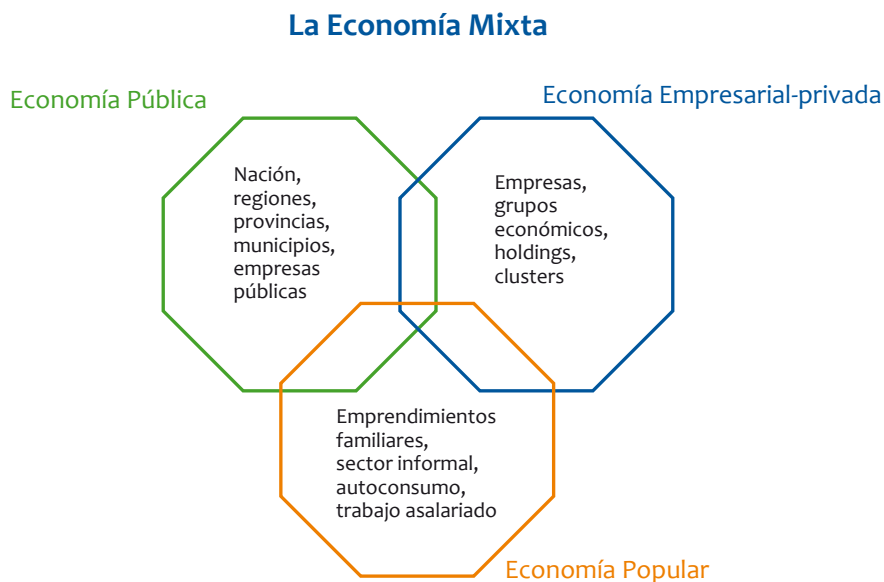 La Economía Mixta
Economía Pública
Economía Empresarial-privada
Nación,
regiones,
provincias,
municipios,
empresas
públicas
Empresas,
grupos
económicos,
holdings,
clusters
Emprendimientos
familiares,
sector informal,
autoconsumo,
trabajo asalariado
Economía Popular